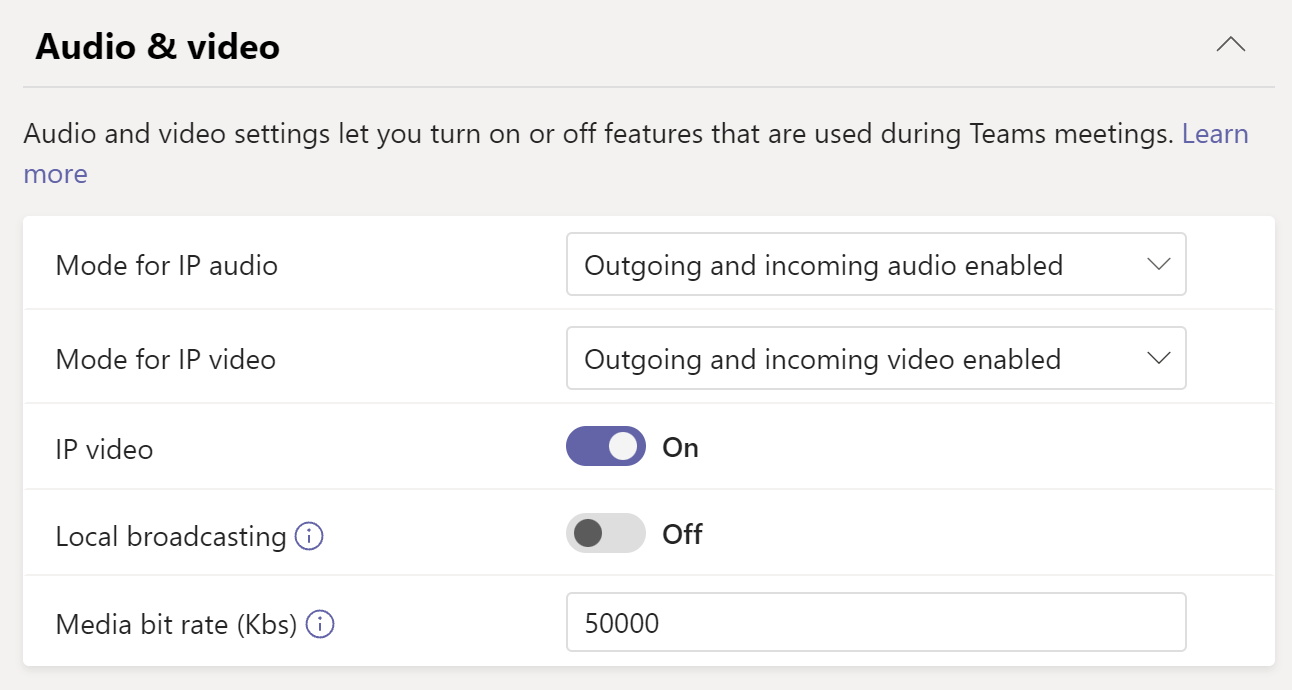 Audio & video
Audio and video settings let you turn on or off features that are used during Teams meetings. Learn
more
Mode for IP audio
Outgoing and incoming audio enabled
Mode for IP video
Outgoing and incoming video enabled
IP video
On
Local broadcasting
Off
Media bit rate (Kbs)
50000